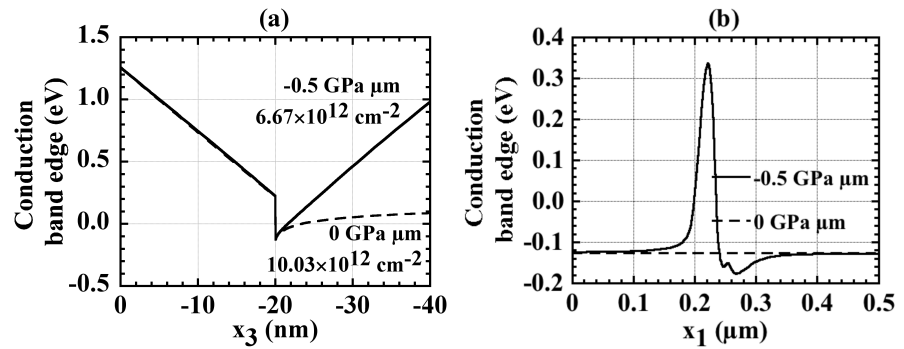 (a)
1.5
1.0
0.5
0.0
-0.5
Conduction
band edge (eV)
-0.5 GPa μm
6.67×10¹² cm⁻²
0 GPa μm
10.03×10¹² cm⁻²
0
-10
-20
-30
-40
x₃ (nm)
(b)
0.4
0.3
0.2
0.1
0
-0.1
-0.2
Conduction
band edge (eV)
-0.5 GPa μm
0 GPa μm
0
0.1
0.2
0.3
0.4
0.5
x₁ (μm)